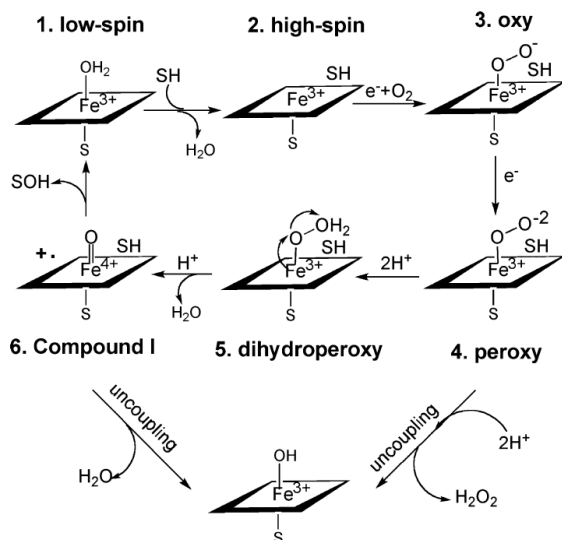 1. low-spin
2. high-spin
3. oxy
OH2
SH
Fe3+
S
H2O
SH
Fe3+
S
e-+O2
O O-
SH
Fe3+
S
e-
SOH
+·
O
SH
Fe4+
S
H+
H2O
O OH2
SH
Fe3+
S
2H+
O O-2
SH
Fe3+
S
6. Compound I
5. dihydroperoxy
4. peroxy
uncoupling
H2O
OH
Fe3+
S
uncoupling
2H+
H2O2